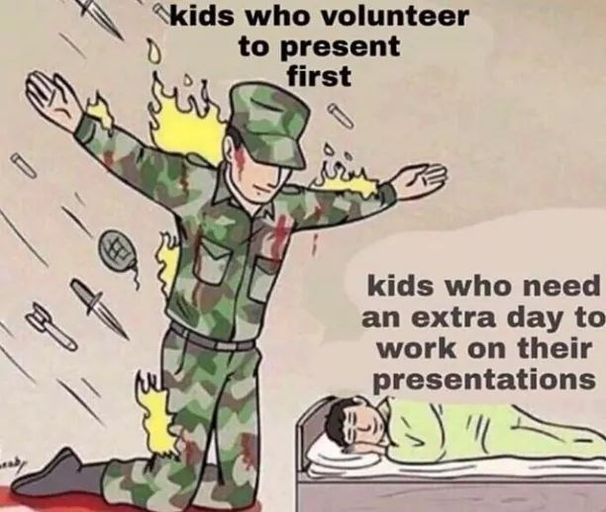 kids who volunteer
to present
first
kids who need
an extra day to
work on their
presentations